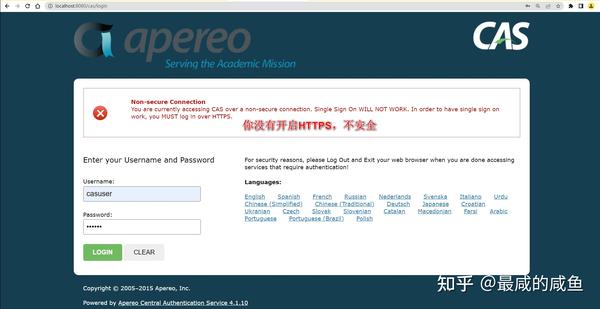 localhost:8080/cas/login
apereo
Serving the Academic Mission
CAS
Non-secure Connection
You are currently accessing CAS over a non-secure connection. Single Sign On WILL NOT WORK. In order to have single sign
on work, you MUST log in over HTTPS.
你没有开启HTTPS，不安全
Enter your Username and Password
Username:
casuser
Password:
••••••
LOGIN
CLEAR
For security reasons, please Log Out and Exit your web browser when you are done accessing
services that require authentication!
Languages:
English Spanish French Russian Nederlands Svenska Italiano Urdu
Chinese (Simplified) Chinese (Traditional) Deutsch Japanese Croatian
Ukranian Czech Slovak Slovenian Catalan Macedonian Farsi Arabic
Portuguese Portuguese (Brazil) Polish
Copyright © 2005–2015 Apereo, Inc.
Powered by Apereo Central Authentication Service 4.1.10
知乎 @最咸的咸鱼